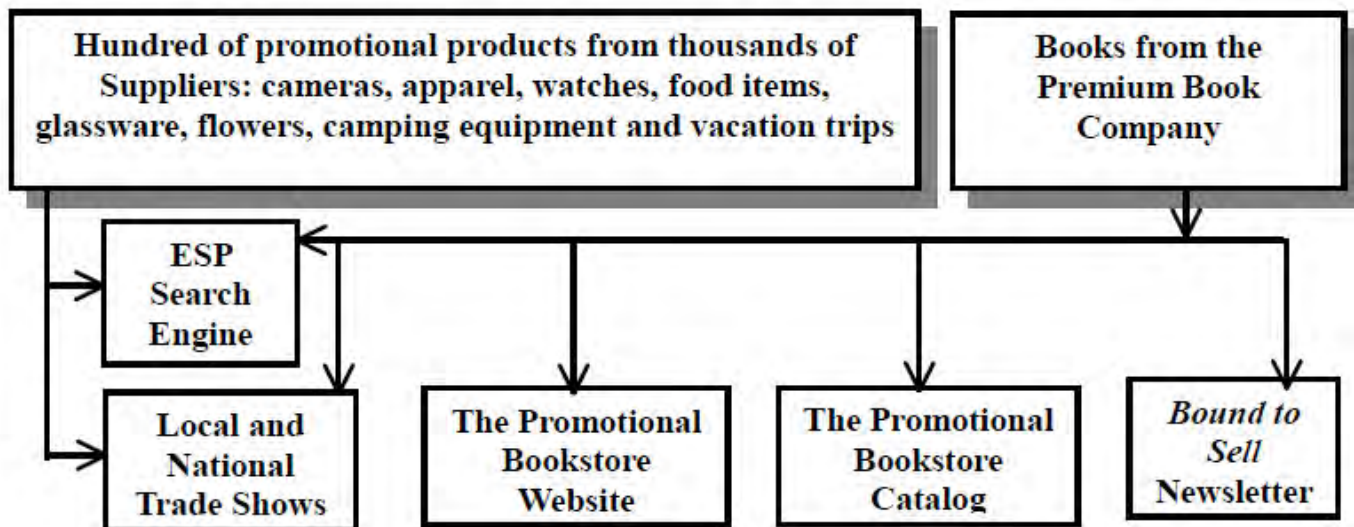 Hundred of promotional products from thousands of
Suppliers: cameras, apparel, watches, food items,
glassware, flowers, camping equipment and vacation trips
Books from the
Premium Book
Company
ESP
Search
Engine
Local and
National
Trade Shows
The Promotional
Bookstore
Website
The Promotional
Bookstore
Catalog
Bound to
Sell
Newsletter